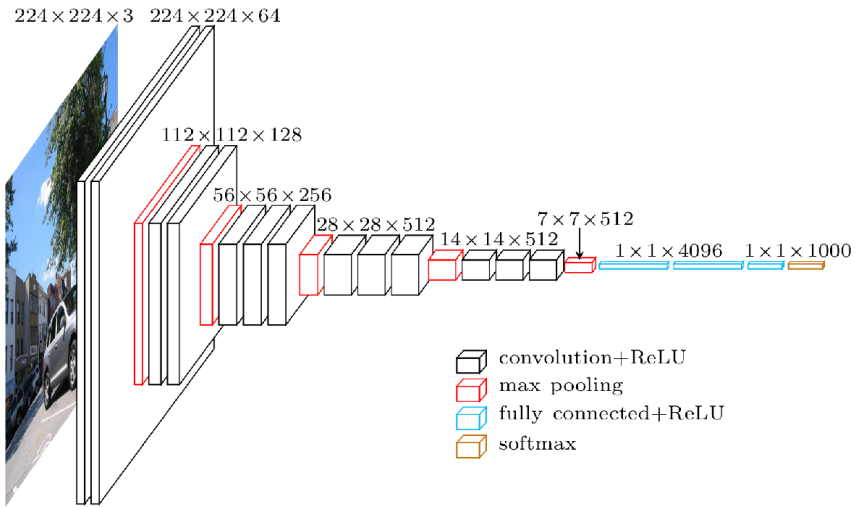 224×224×3
224×224×64
112×112×128
56×56×256
28×28×512
14×14×512
7×7×512
1×1×4096
1×1×1000
convolution+ReLU
max pooling
fully connected+ReLU
softmax